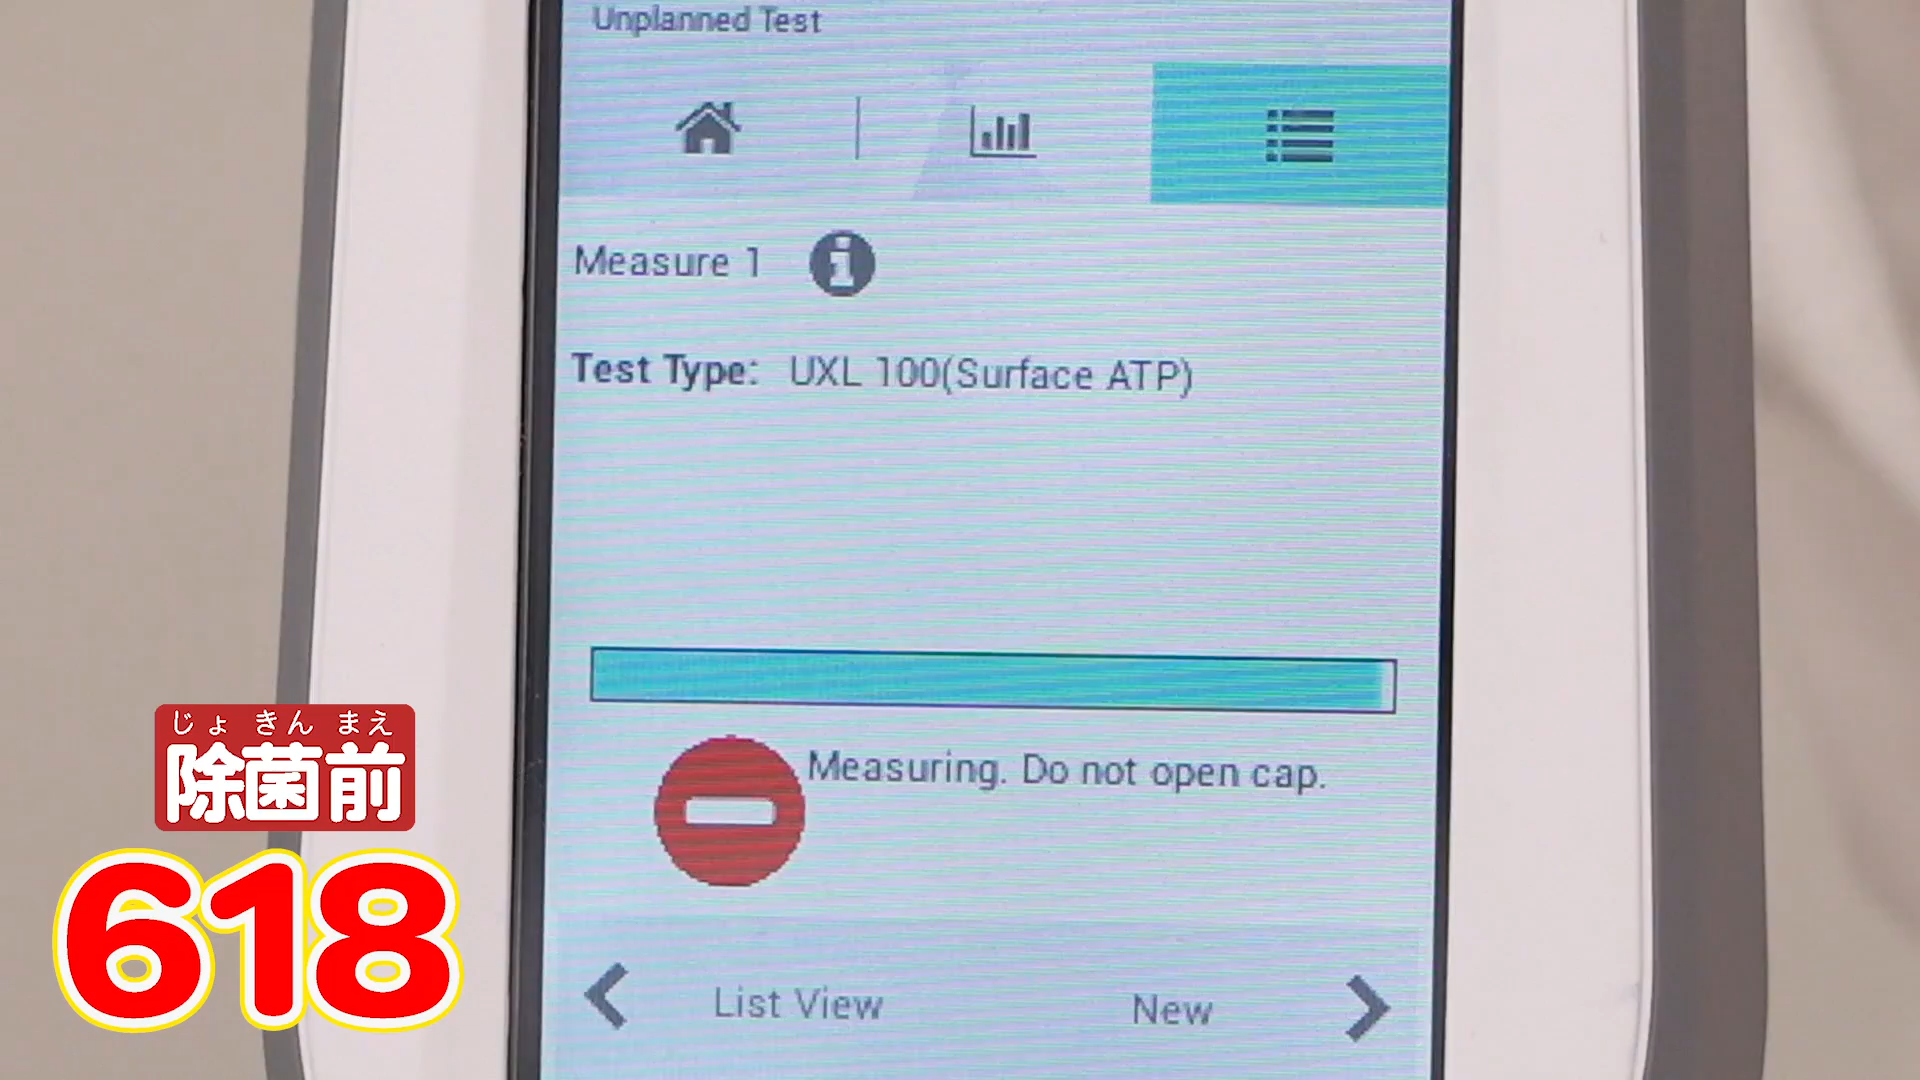 Unplanned Test
Measure 1
Test Type: UXL 100(Surface ATP)
Measuring. Do not open cap.
List View New
じょ きん まえ
除菌前
618